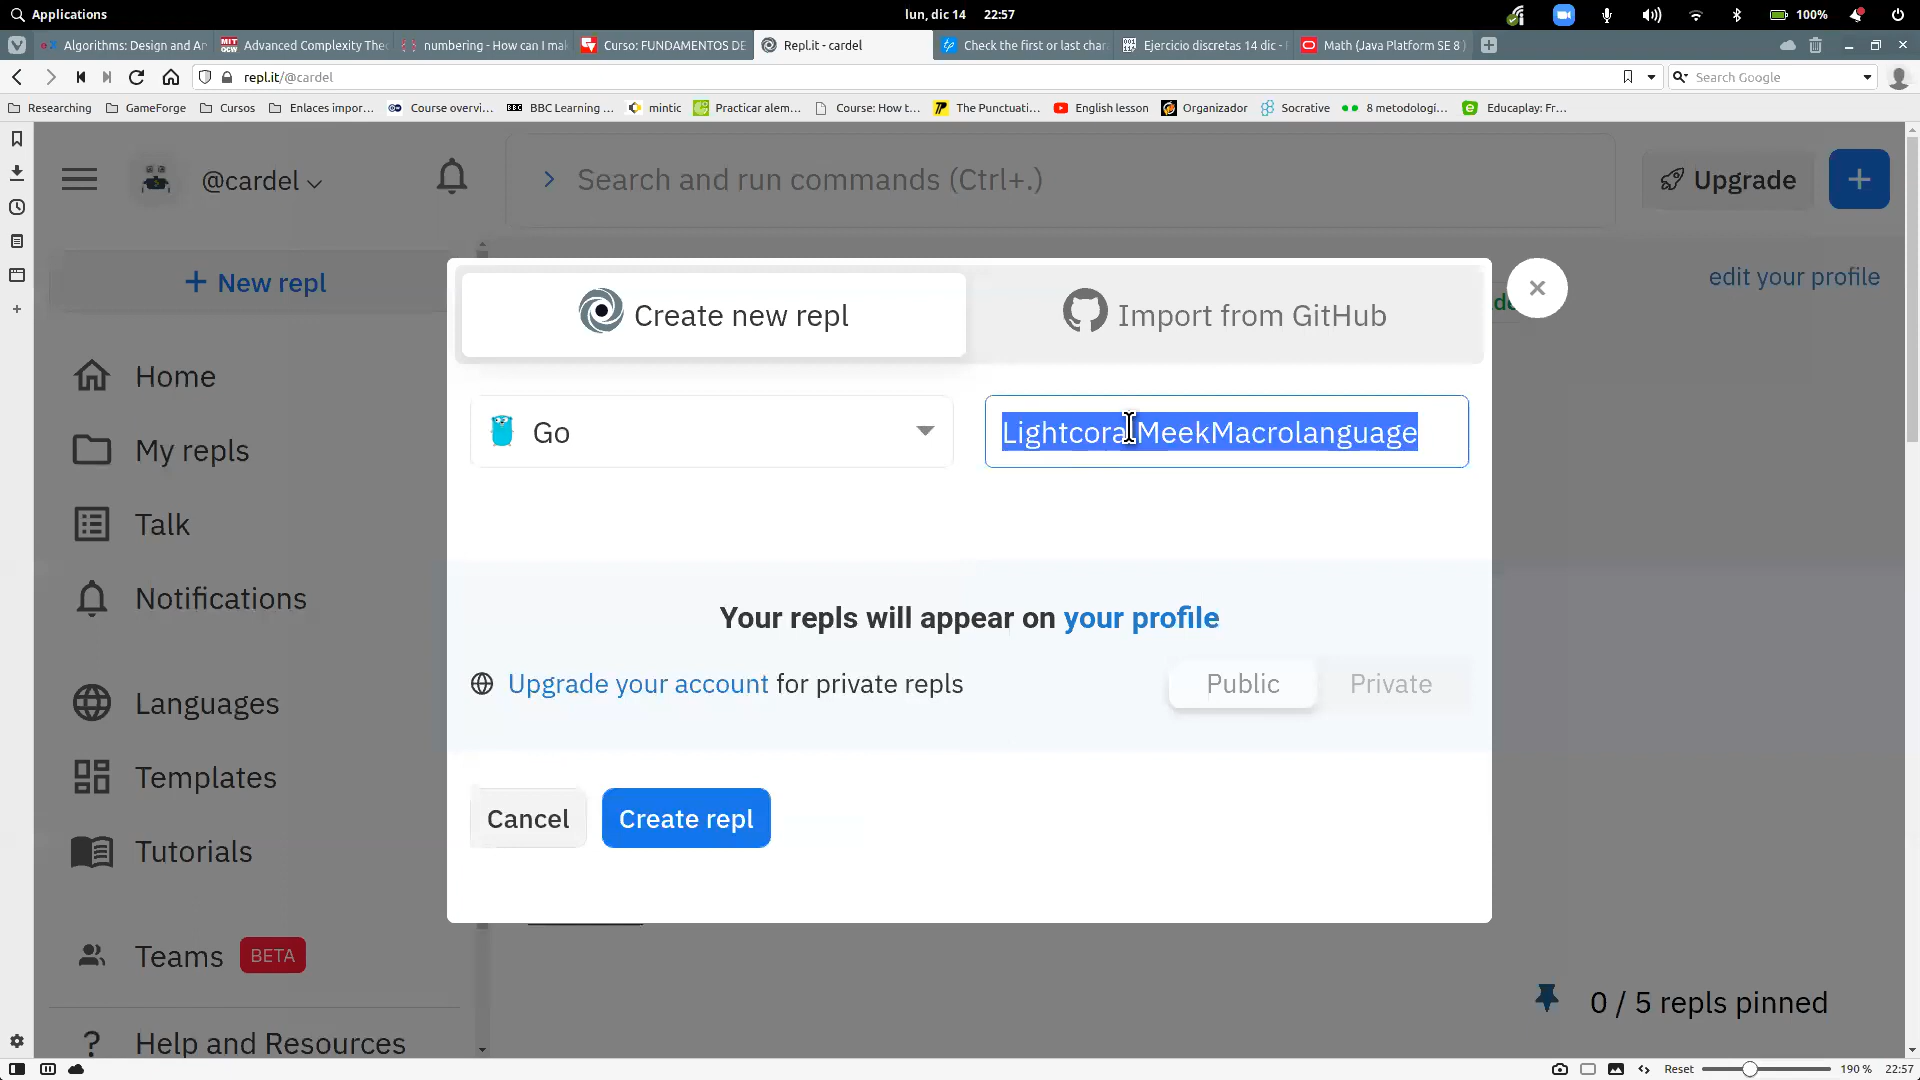 Applications
lun, dic 14 22:57
100%
Algorithms: Design and An
Advanced Complexity Theo
numbering - How can I mak
Curso: FUNDAMENTOS DE
Repl.it - cardel
Check the first or last char
Ejercicio discretas 14 dic - 
Math (Java Platform SE 8 )
repl.it/@cardel
Search Google
Researching
GameForge
Cursos
Enlaces impor...
Course overvi...
BBC Learning ...
mintic
Practicar alem...
Course: How t...
The Punctuati...
English lesson
Organizador
Socrative
8 metodologí...
Educaplay: Fr...
@cardel
Search and run commands (Ctrl+.)
Upgrade
+ New repl
edit your profile
Create new repl
Import from GitHub
Home
Go
LightcoralMeekMacrolanguage
My repls
Talk
Notifications
Your repls will appear on your profile
Upgrade your account for private repls
Public
Private
Languages
Templates
Cancel
Create repl
Tutorials
Teams
BETA
0 / 5 repls pinned
? Help and Resources
Reset
190 %
22:57